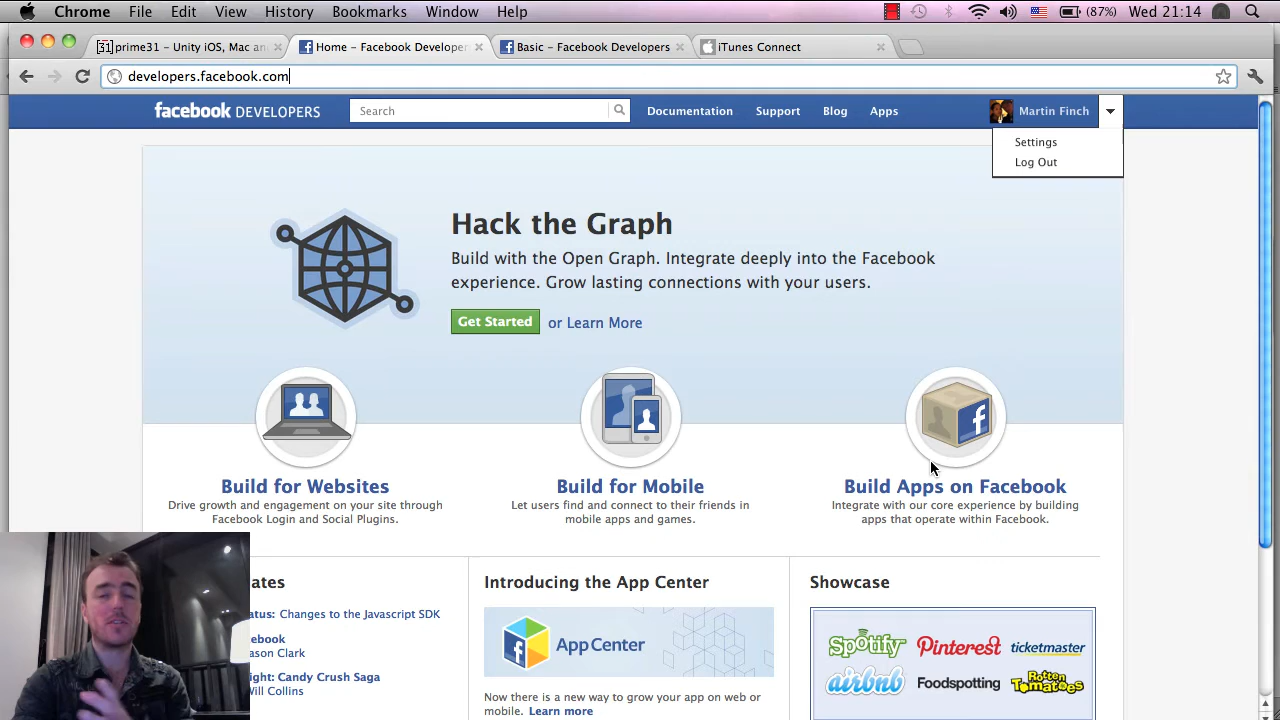 Chrome File Edit View History Bookmarks Window Help (87%) Wed 21:14
31 prime31 - Unity iOS, Mac an Home - Facebook Developer Basic - Facebook Developers iTunes Connect
developers.facebook.com
facebook DEVELOPERS Search Documentation Support Blog Apps Martin Finch
Settings
Log Out
Hack the Graph
Build with the Open Graph. Integrate deeply into the Facebook
experience. Grow lasting connections with your users.
Get Started or Learn More
Build for Websites
Drive growth and engagement on your site through
Facebook Login and Social Plugins.
Build for Mobile
Let users find and connect to their friends in
mobile apps and games.
Build Apps on Facebook
Integrate with our core experience by building
apps that operate within Facebook.
ates
atus: Changes to the Javascript SDK
ebook
ason Clark
ight: Candy Crush Saga
Will Collins
Introducing the App Center
App Center
Now there is a new way to grow your app on web or
mobile. Learn more
Showcase
Spotify Pinterest ticketmaster
airbnb Foodspotting Rotten Tomatoes